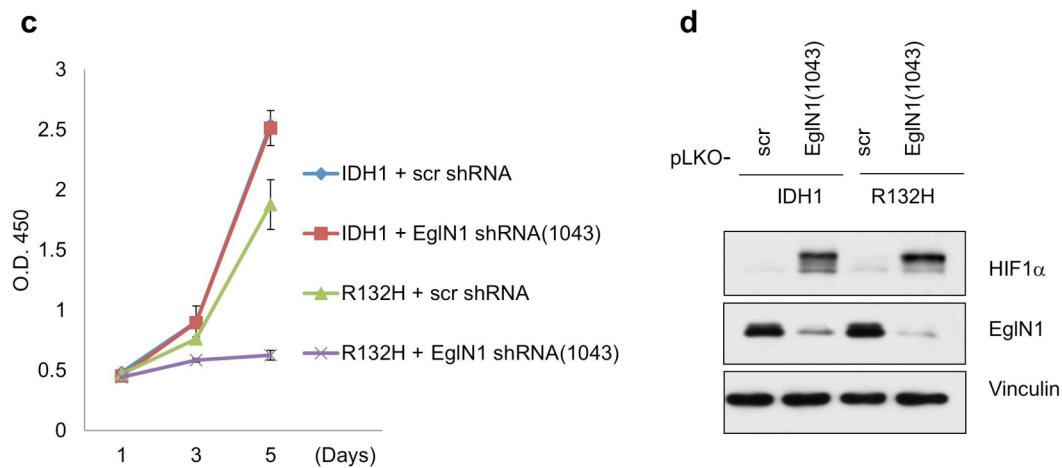 c
3
2.5
2
1.5
1
0.5
0
O.D. 450
1 3 5 (Days)
IDH1 + scr shRNA
IDH1 + EglN1 shRNA(1043)
R132H + scr shRNA
R132H + EglN1 shRNA(1043)
d
pLKO- scr EglN1(1043) scr EglN1(1043)
IDH1 R132H
HIF1α
EglN1
Vinculin